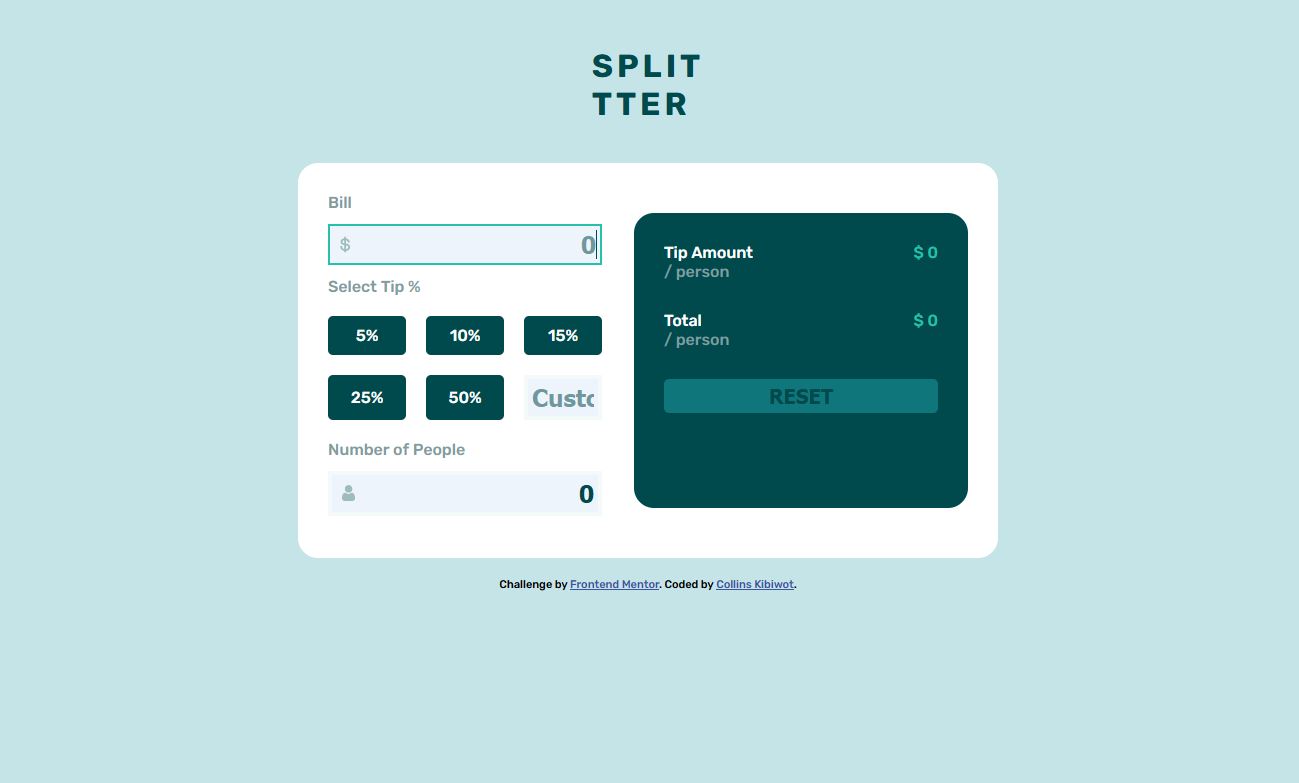 SPLIT
TTER
Bill
$ 0
Select Tip %
5% 10% 15%
25% 50% Custo
Number of People
0
Tip Amount $ 0
/ person
Total $ 0
/ person
RESET
Challenge by Frontend Mentor. Coded by Collins Kibiwot.